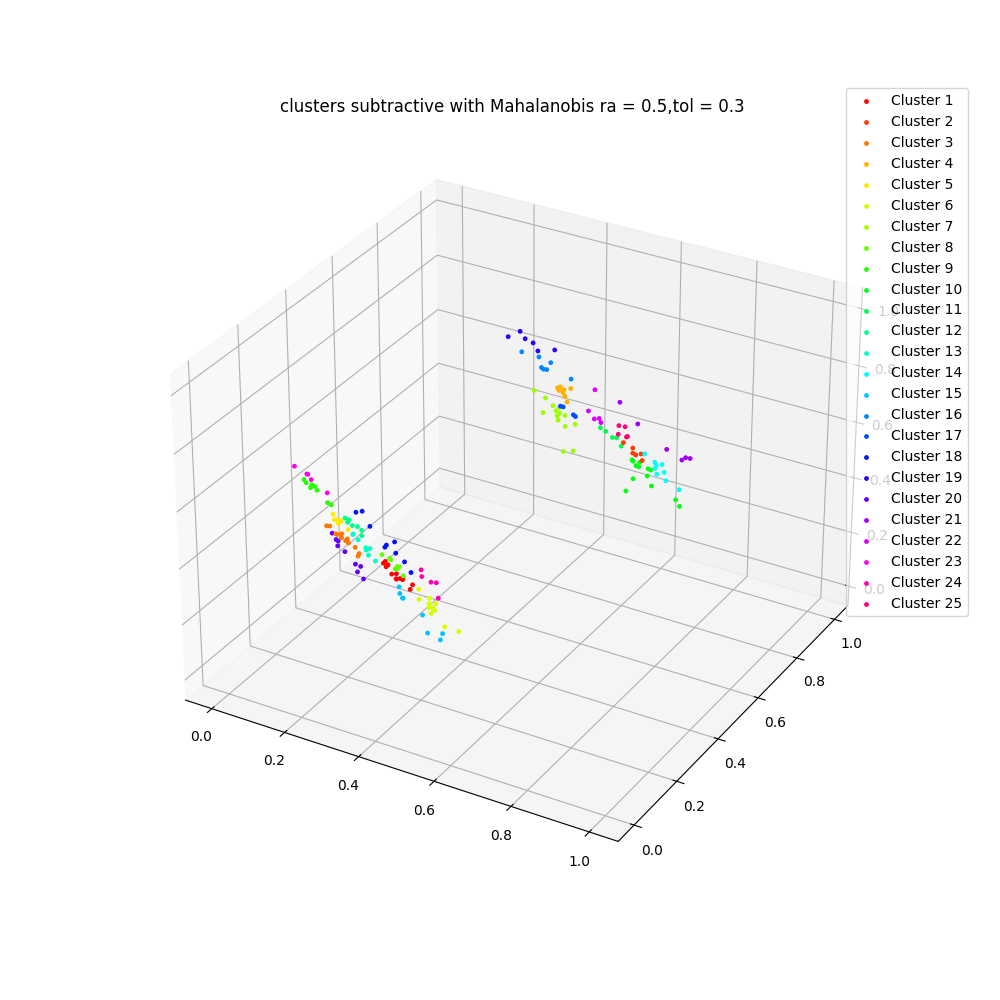 clusters subtractive with Mahalanobis ra = 0.5,tol = 0.3
Cluster 1
Cluster 2
Cluster 3
Cluster 4
Cluster 5
Cluster 6
Cluster 7
Cluster 8
Cluster 9
Cluster 10
Cluster 11
Cluster 12
Cluster 13
Cluster 14
Cluster 15
Cluster 16
Cluster 17
Cluster 18
Cluster 19
Cluster 20
Cluster 21
Cluster 22
Cluster 23
Cluster 24
Cluster 25
1.0
0.8
0.6
0.4
0.2
0.0
0.0
0.2
0.4
0.6
0.8
1.0
0.0
0.2
0.4
0.6
0.8
1.0